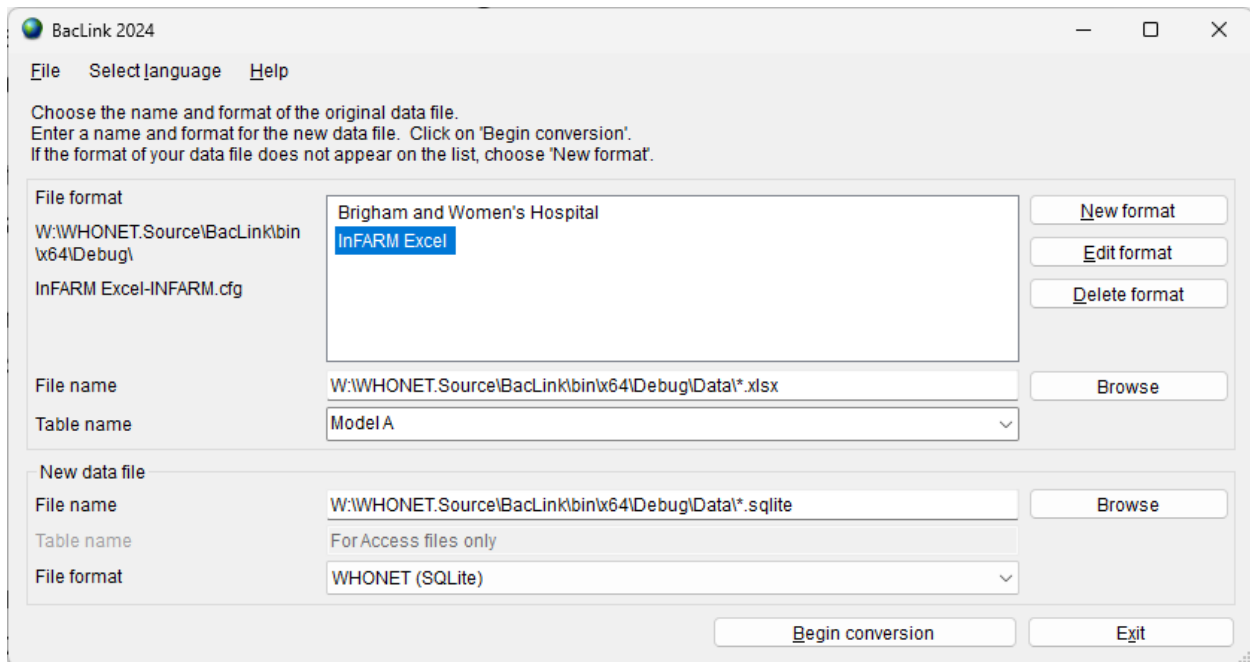 BacLink 2024
File Select language Help
Choose the name and format of the original data file.
Enter a name and format for the new data file. Click on 'Begin conversion'.
If the format of your data file does not appear on the list, choose 'New format'.
File format
W:\WHONET.Source\BacLink\bin
\x64\Debug\
InFARM Excel-INFARM.cfg
Brigham and Women's Hospital
InFARM Excel
New format
Edit format
Delete format
File name W:\WHONET.Source\BacLink\bin\x64\Debug\Data\*.xlsx Browse
Table name Model A
New data file
File name W:\WHONET.Source\BacLink\bin\x64\Debug\Data\*.sqlite Browse
Table name For Access files only
File format WHONET (SQLite)
Begin conversion Exit